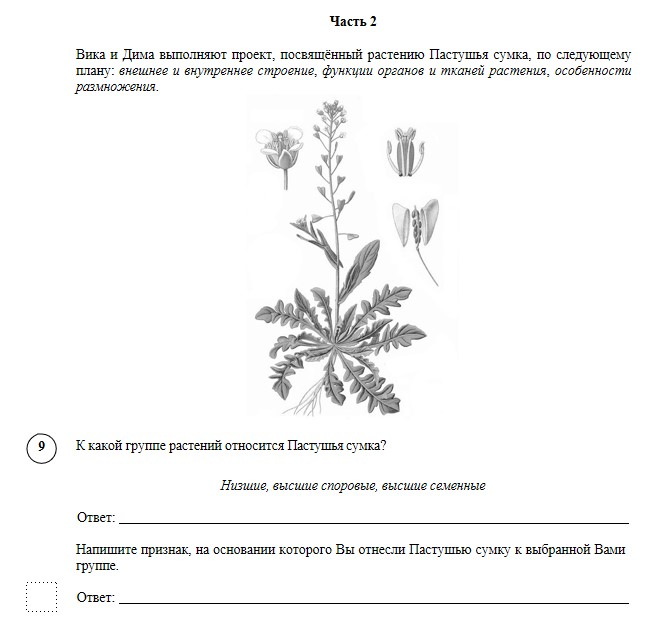 Часть 2
Вика и Дима выполняют проект, посвящённый растению Пастушья сумка, по следующему
плану: внешнее и внутреннее строение, функции органов и тканей растения, особенности
размножения.
9
К какой группе растений относится Пастушья сумка?
Низшие, высшие споровые, высшие семенные
Ответ:
Напишите признак, на основании которого Вы отнесли Пастушью сумку к выбранной Вами
группе.
Ответ: